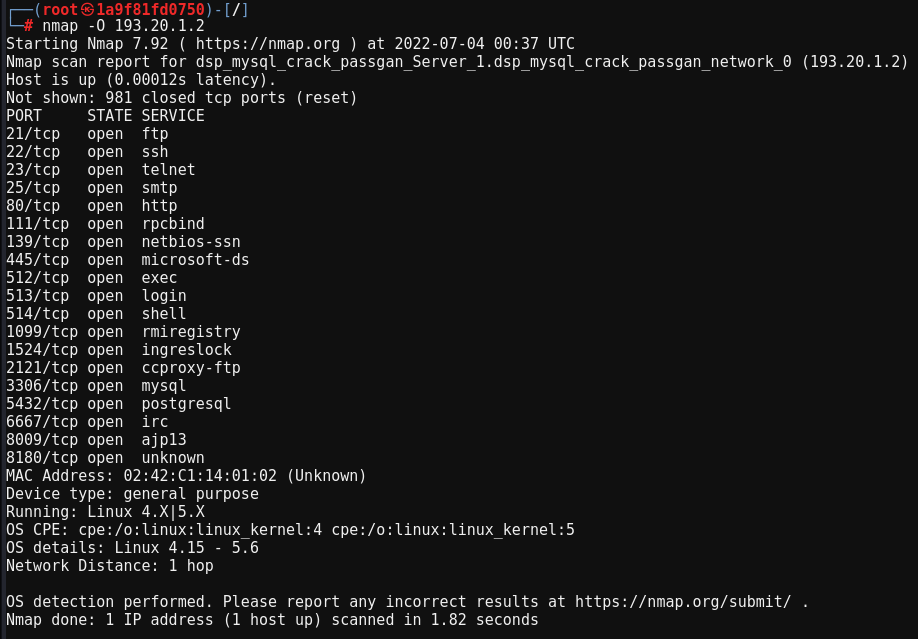 ┌──(root㉿1a9f81fd0750)-[/]
└─# nmap -O 193.20.1.2
Starting Nmap 7.92 ( https://nmap.org ) at 2022-07-04 00:37 UTC
Nmap scan report for dsp_mysql_crack_passgan_Server_1.dsp_mysql_crack_passgan_network_0 (193.20.1.2)
Host is up (0.00012s latency).
Not shown: 981 closed tcp ports (reset)
PORT     STATE SERVICE
21/tcp   open  ftp
22/tcp   open  ssh
23/tcp   open  telnet
25/tcp   open  smtp
80/tcp   open  http
111/tcp  open  rpcbind
139/tcp  open  netbios-ssn
445/tcp  open  microsoft-ds
512/tcp  open  exec
513/tcp  open  login
514/tcp  open  shell
1099/tcp open  rmiregistry
1524/tcp open  ingreslock
2121/tcp open  ccproxy-ftp
3306/tcp open  mysql
5432/tcp open  postgresql
6667/tcp open  irc
8009/tcp open  ajp13
8180/tcp open  unknown
MAC Address: 02:42:C1:14:01:02 (Unknown)
Device type: general purpose
Running: Linux 4.X|5.X
OS CPE: cpe:/o:linux:linux_kernel:4 cpe:/o:linux:linux_kernel:5
OS details: Linux 4.15 - 5.6
Network Distance: 1 hop

OS detection performed. Please report any incorrect results at https://nmap.org/submit/ .
Nmap done: 1 IP address (1 host up) scanned in 1.82 seconds